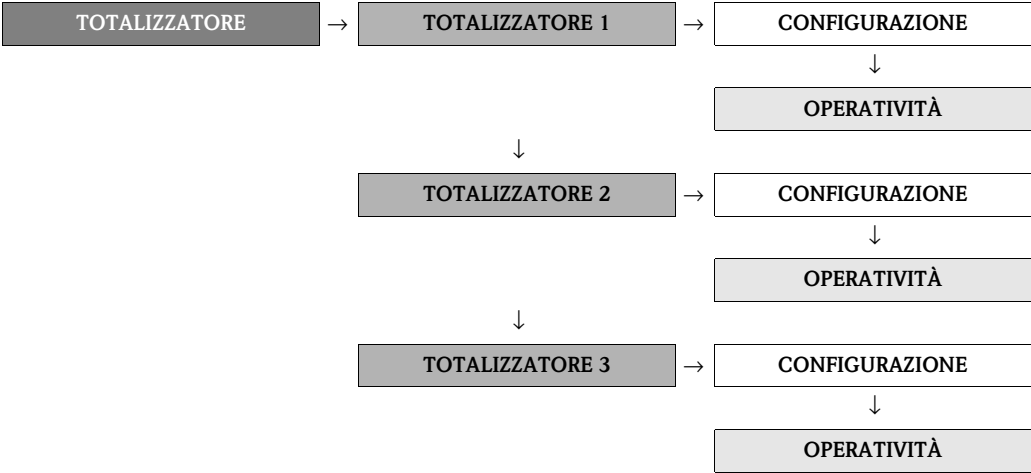 TOTALIZZATORE → TOTALIZZATORE 1 → CONFIGURAZIONE
↓
OPERATIVITÀ
↓
TOTALIZZATORE 2 → CONFIGURAZIONE
↓
OPERATIVITÀ
↓
TOTALIZZATORE 3 → CONFIGURAZIONE
↓
OPERATIVITÀ